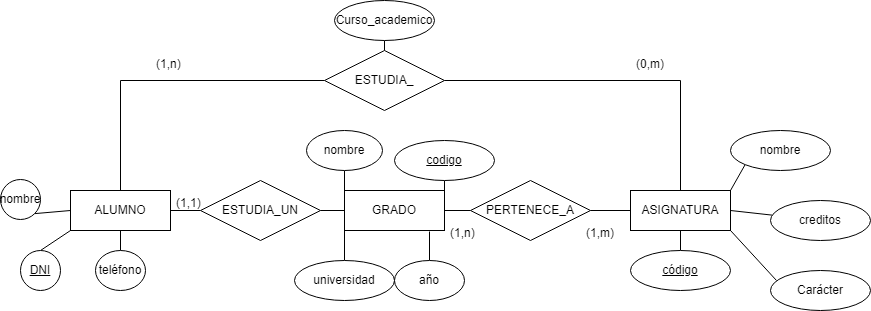 Curso_academico
(1,n)
(0,m)
ESTUDIA_
nombre
codigo
nombre
nombre
ALUMNO
(1,1)
ESTUDIA_UN
GRADO
PERTENECE_A
ASIGNATURA
creditos
(1,n)
(1,m)
DNI
teléfono
universidad
año
código
Carácter